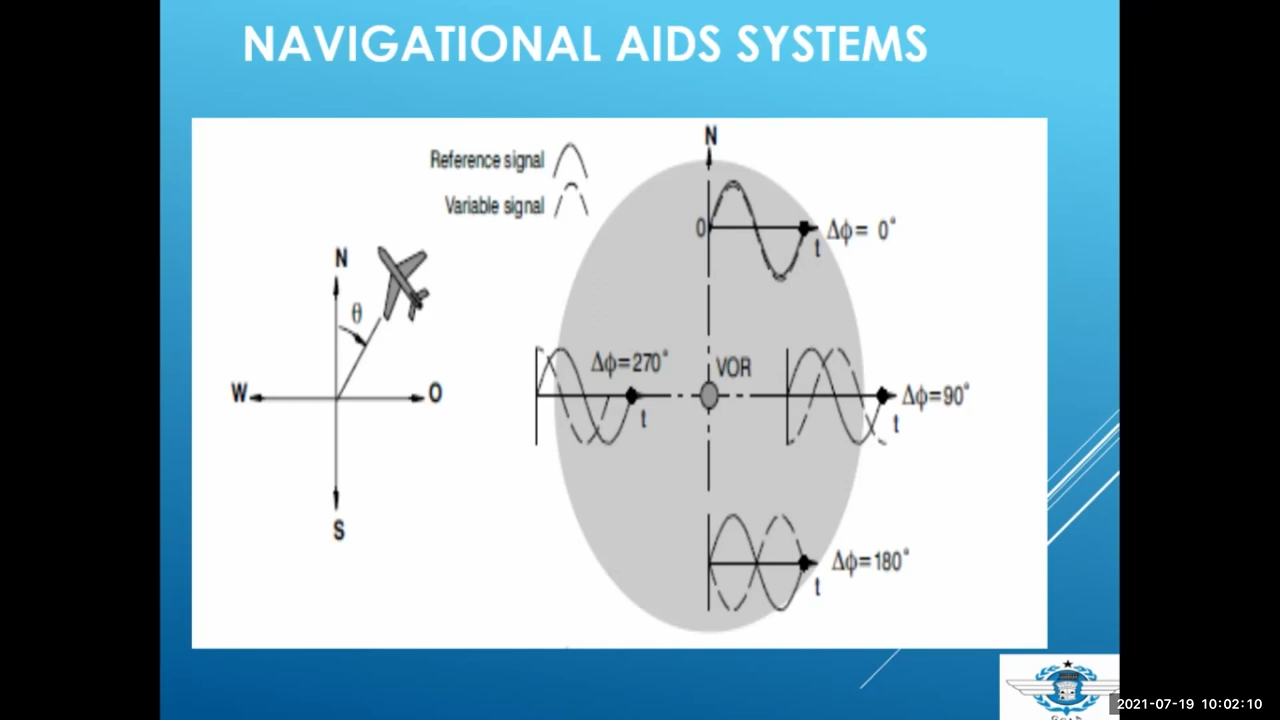 NAVIGATIONAL AIDS SYSTEMS
Reference signal
Variable signal
N
θ
W
O
S
N
0
t
Δϕ= 0°
Δϕ=270°
t
VOR
Δϕ=90°
t
Δϕ=180°
t
2021-07-19 10:02:10